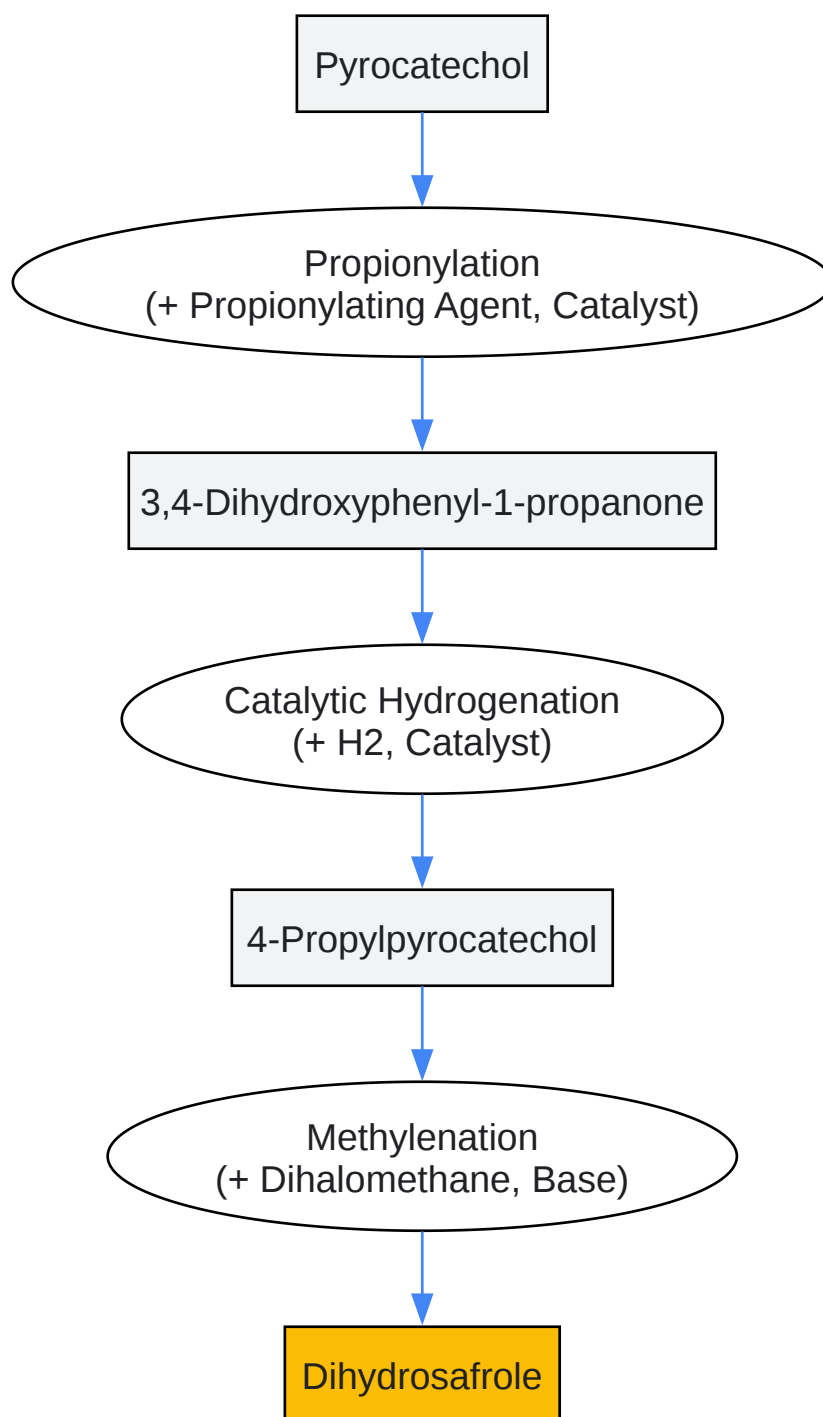 Pyrocatechol
Propionylation
(+ Propionylating Agent, Catalyst)
3,4-Dihydroxyphenyl-1-propanone
Catalytic Hydrogenation
(+ H2, Catalyst)
4-Propylpyrocatechol
Methylenation
(+ Dihalomethane, Base)
Dihydrosafrole